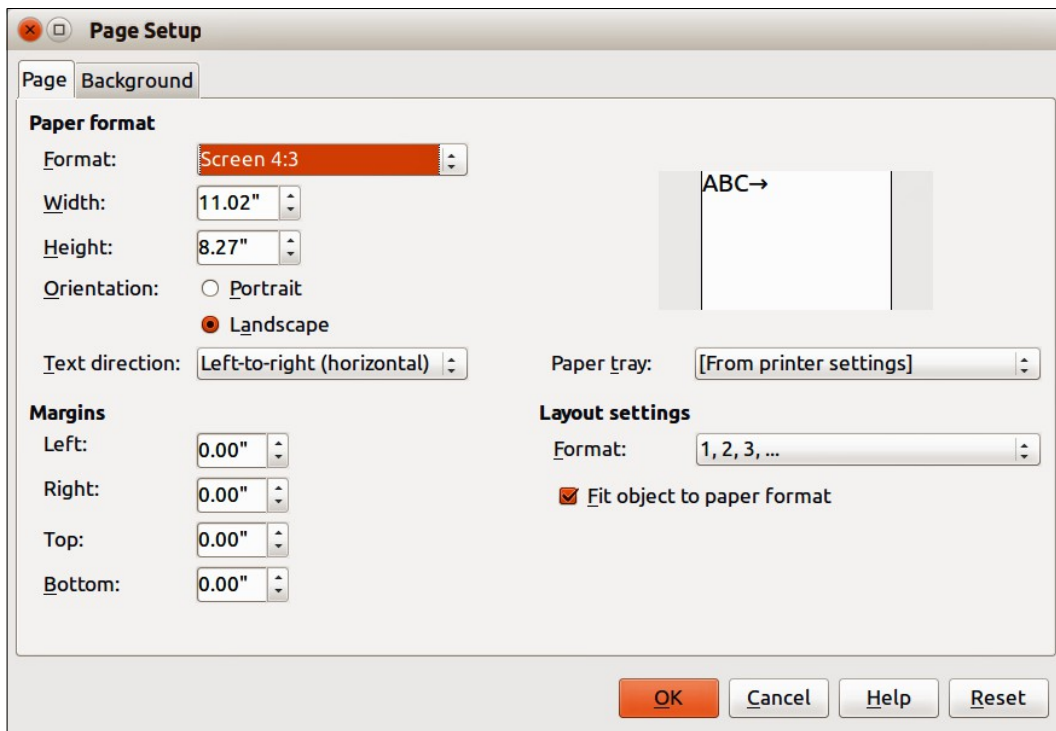 Page Setup
Page Background
Paper format
Format: Screen 4:3
Width: 11.02"
Height: 8.27"
Orientation: Portrait
Landscape
ABC→
Text direction: Left-to-right (horizontal) Paper tray: [From printer settings]
Margins Layout settings
Left: 0.00" Format: 1, 2, 3, ...
Right: 0.00" Fit object to paper format
Top: 0.00"
Bottom: 0.00"
OK Cancel Help Reset